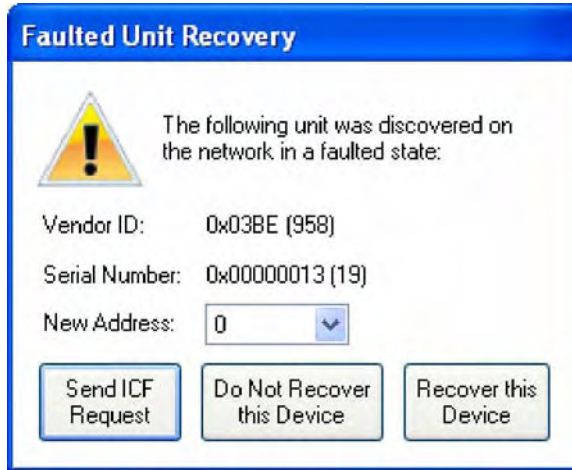 Faulted Unit Recovery
The following unit was discovered on
the network in a faulted state:
Vendor ID: 0x03BE (958)
Serial Number: 0x00000013 (19)
New Address: 0
Send ICF
Request
Do Not Recover
this Device
Recover this
Device